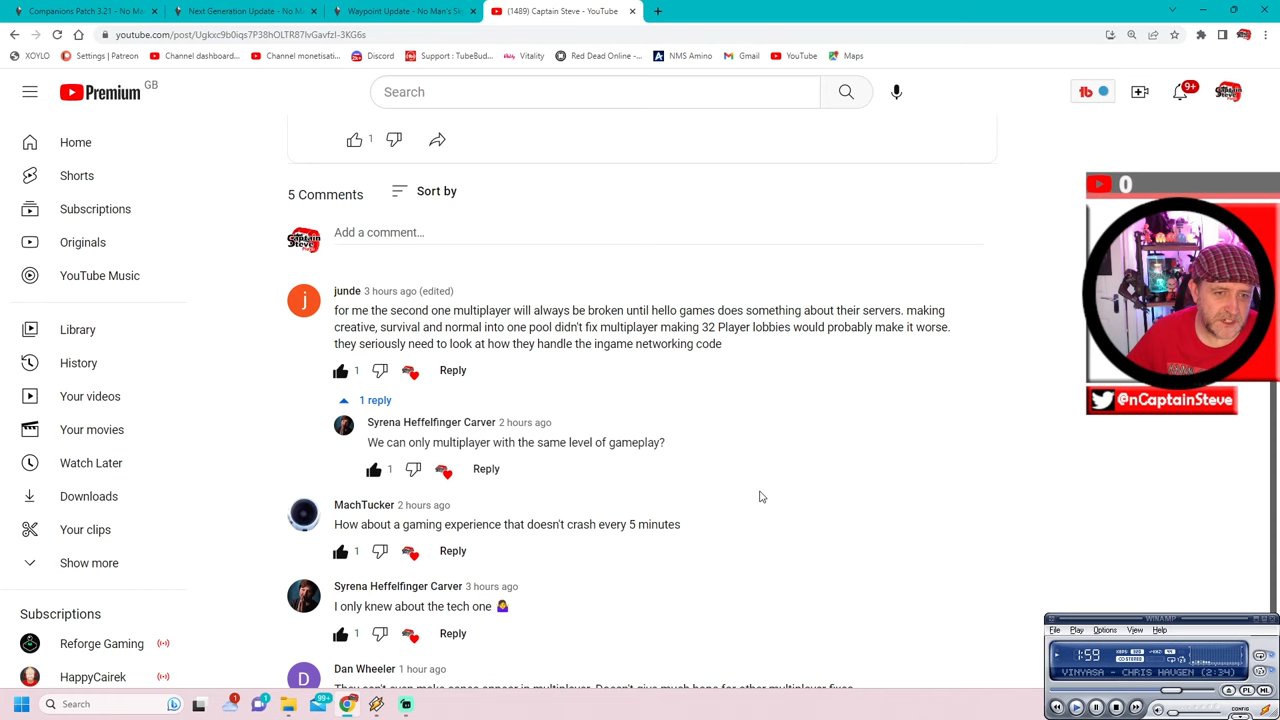 Companions Patch 3.21 - No Ma
Next Generation Update - No M
Waypoint Update - No Man's Sk
(1489) Captain Steve - YouTube
youtube.com/post/Ugkxc9b0iqs7P38hOLTR87lvGavfzI-3KG6s
XOYLO
Settings | Patreon
Channel dashboard...
Channel monetisati...
Discord
Support : TubeBud...
Vitality
Red Dead Online -...
NMS Amino
Gmail
YouTube
Maps
Premium GB
Search
9+
Home
Shorts
Subscriptions
Originals
YouTube Music
Library
History
Your videos
Your movies
Watch Later
Downloads
Your clips
Show more
Subscriptions
Reforge Gaming
HappyCairek
1
5 Comments
Sort by
Add a comment...
junde 3 hours ago (edited)
for me the second one multiplayer will always be broken until hello games does something about their servers. making
creative, survival and normal into one pool didn't fix multiplayer making 32 Player lobbies would probably make it worse.
they seriously need to look at how they handle the ingame networking code
1 Reply
1 reply
Syrena Heffelfinger Carver 2 hours ago
We can only multiplayer with the same level of gameplay?
1 Reply
MachTucker 2 hours ago
How about a gaming experience that doesn't crash every 5 minutes
1 Reply
Syrena Heffelfinger Carver 3 hours ago
I only knew about the tech one
1 Reply
Dan Wheeler 1 hour ago
0
@nCaptainSteve
WINAMP
File Play Options View Help
1:59
VINYASA - CHRIS HAUGEN (2:34)
PL ML
CONFIG
Search
99+